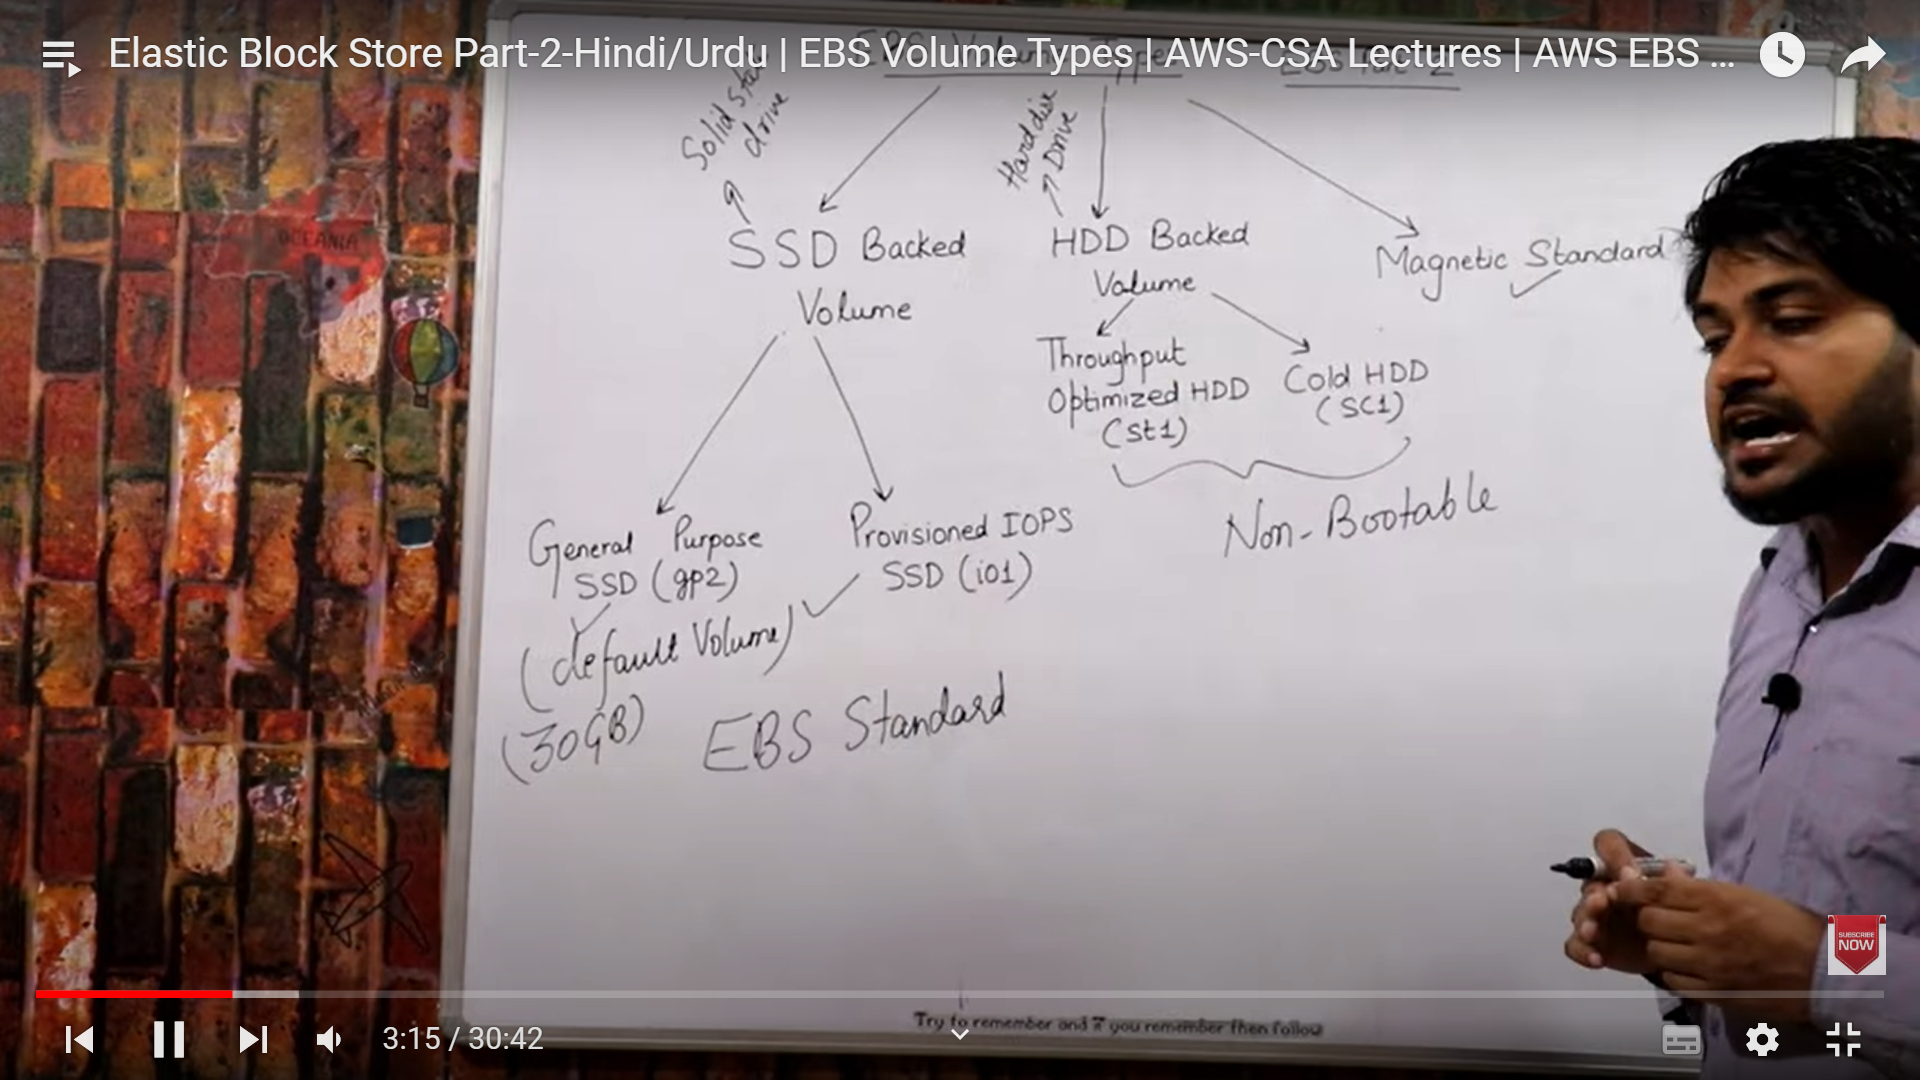 Elastic Block Store Part-2-Hindi/Urdu | EBS Volume Types | AWS-CSA Lectures | AWS EBS ...
Solid State
drive
Hard disk
Drive
SSD Backed
Volume
HDD Backed
Volume
Magnetic Standard
Throughput
Optimized HDD
(st1)
Cold HDD
(SC1)
Non-Bootable
General Purpose
SSD (gp2)
(default Volume)
(30GB)
Provisioned IOPS
SSD (io1)
EBS Standard
OCEANIA
SUBSCRIBE
NOW
3:15 / 30:42
Try to remember and if you remember then follow